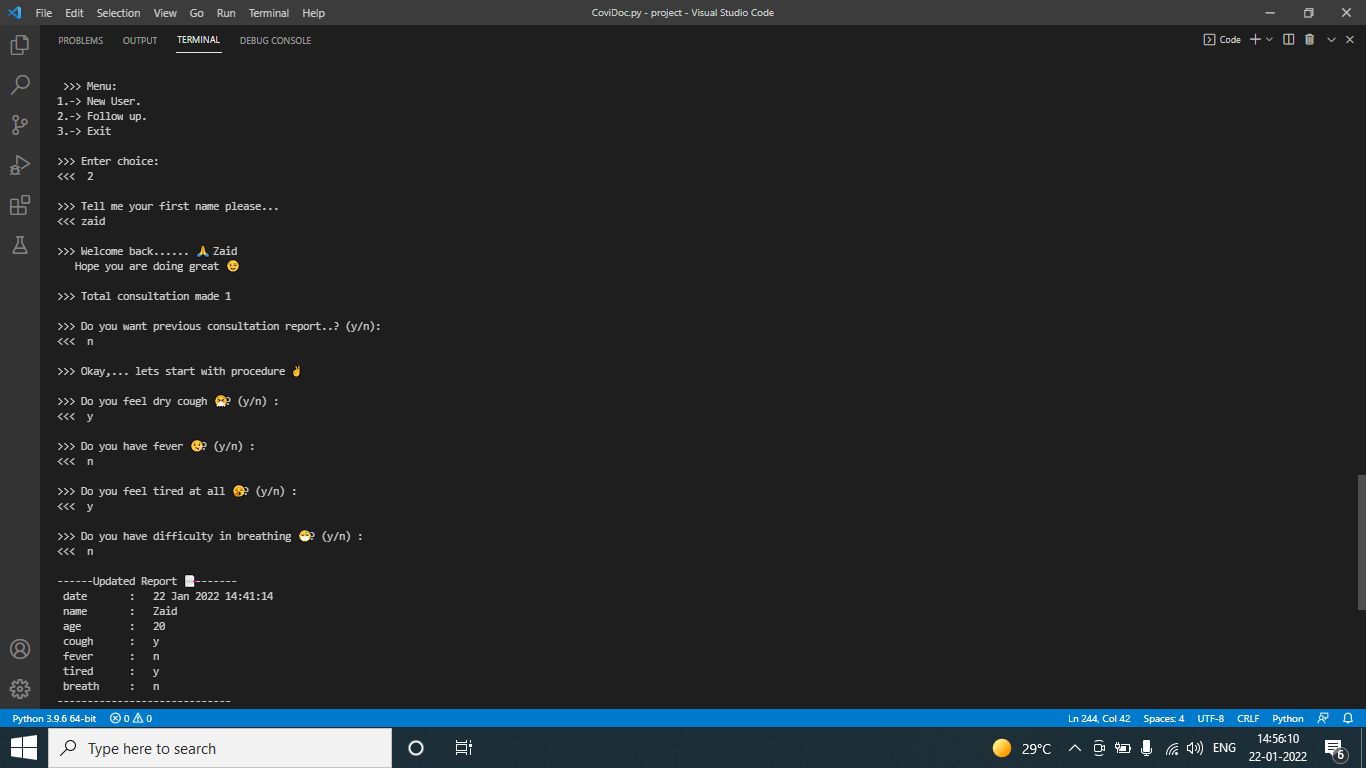 File Edit Selection View Go Run Terminal Help CoviDoc.py - project - Visual Studio Code
PROBLEMS OUTPUT TERMINAL DEBUG CONSOLE Code
>>> Menu:
1.-> New User.
2.-> Follow up.
3.-> Exit
>>> Enter choice:
<<< 2
>>> Tell me your first name please...
<<< zaid
>>> Welcome back...... 🙏 Zaid
Hope you are doing great 😉
>>> Total consultation made 1
>>> Do you want previous consultation report..? (y/n):
<<< n
>>> Okay,... lets start with procedure ✌
>>> Do you feel dry cough ? (y/n) :
<<< y
>>> Do you have fever ? (y/n) :
<<< n
>>> Do you feel tired at all ? (y/n) :
<<< y
>>> Do you have difficulty in breathing ? (y/n) :
<<< n
------Updated Report -------
date : 22 Jan 2022 14:41:14
name : Zaid
age : 20
cough : y
fever : n
tired : y
breath : n
-----------------------------
Python 3.9.6 64-bit 0 0 Ln 244, Col 42 Spaces: 4 UTF-8 CRLF Python
Type here to search 29°C ENG 14:56:10
22-01-2022 6